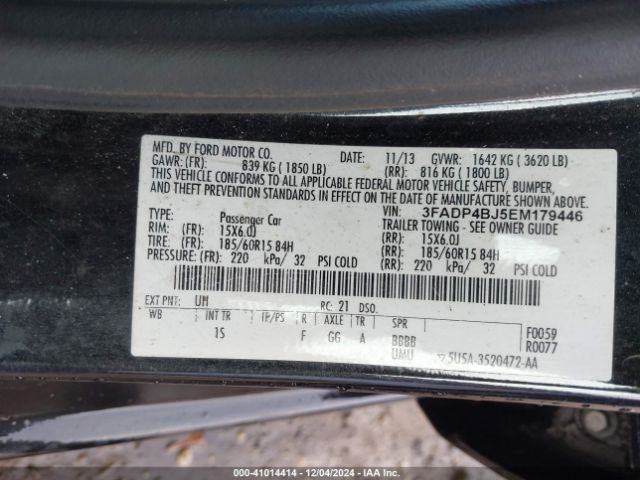 MFD. BY FORD MOTOR CO. DATE: 11/13 GVWR: 1642 KG ( 3620 LB)
GAWR: (FR): 839 KG ( 1850 LB) (RR): 816 KG ( 1800 LB)
THIS VEHICLE CONFORMS TO ALL APPLICABLE FEDERAL MOTOR VEHICLE SAFETY, BUMPER,
AND THEFT PREVENTION STANDARDS IN EFFECT ON THE DATE OF MANUFACTURE SHOWN ABOVE.
VIN: 3FADP4BJ5EM179446
TYPE: Passenger Car TRAILER TOWING - SEE OWNER GUIDE
RIM: (FR): 15X6.0J (RR): 15X6.0J
TIRE: (FR): 185/60R15 84H (RR): 185/60R15 84H
PRESSURE: (FR): 220 kPa/ 32 PSI COLD (RR): 220 kPa/ 32 PSI COLD
EXT PNT: UM RC: 21 DSO:
WB INT TR TP/PS R AXLE TR SPR
1S F GG A BBBB
UMU
F0059
R0077
5U5A-3520472-AA
000-41014414 - 12/04/2024 - IAA Inc.